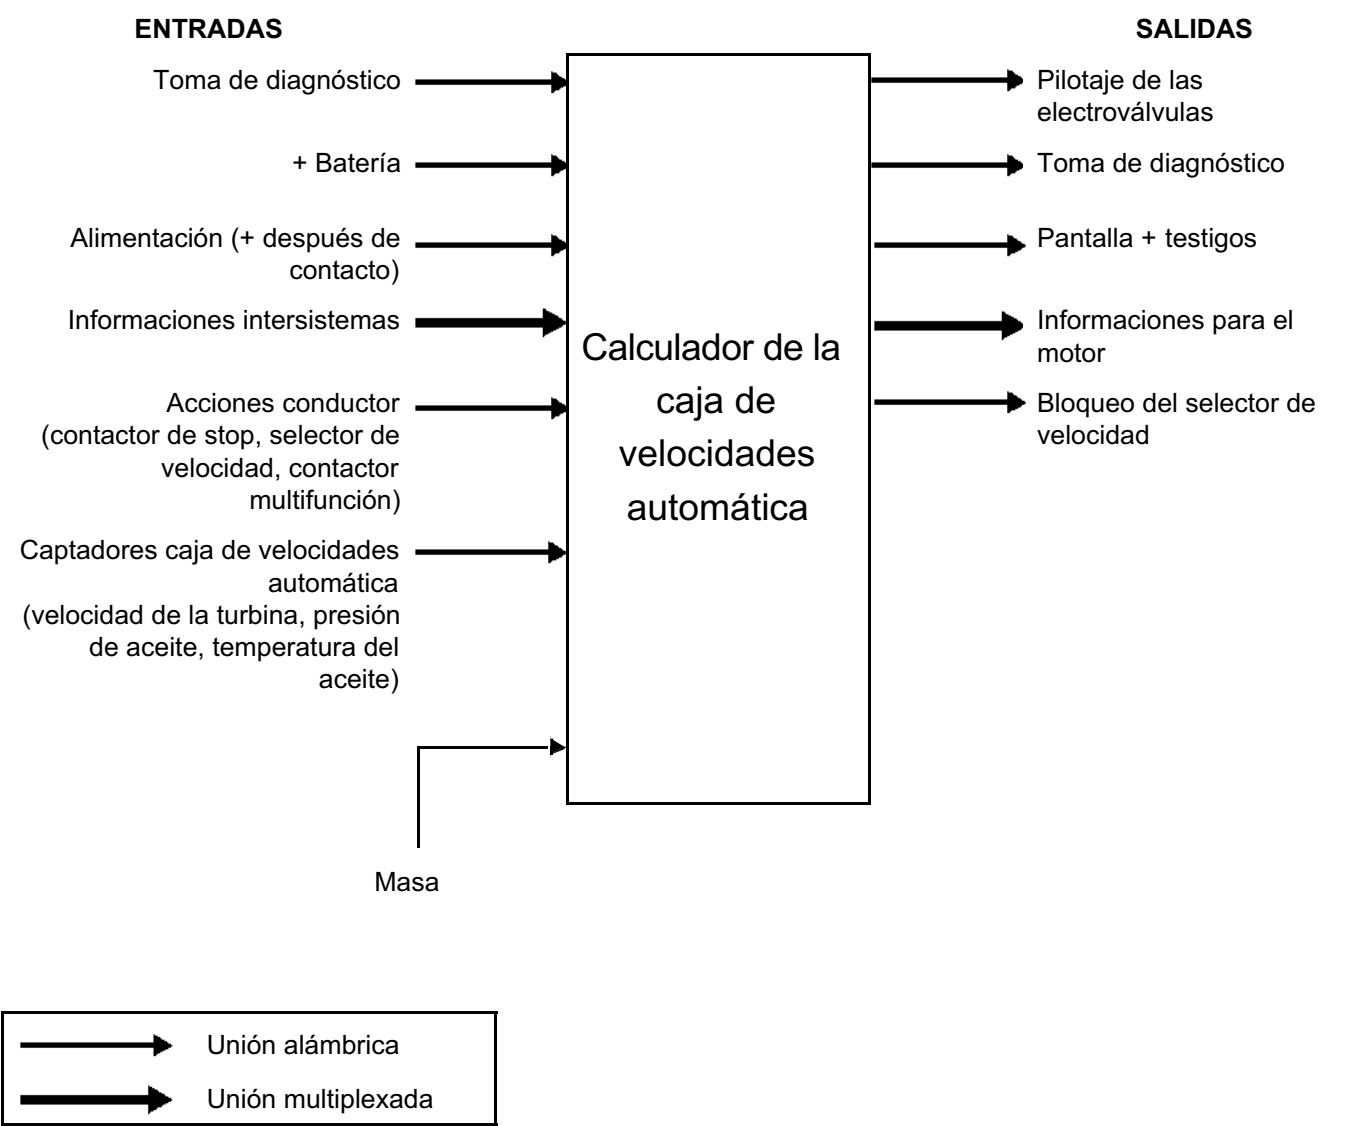 ENTRADAS
Toma de diagnóstico
+ Batería
Alimentación (+ después de
contacto)
Informaciones intersistemas
Acciones conductor
(contactor de stop, selector de
velocidad, contactor
multifunción)
Captadores caja de velocidades
automática
(velocidad de la turbina, presión
de aceite, temperatura del
aceite)
Masa
Calculador de la
caja de
velocidades
automática
SALIDAS
Pilotaje de las
electroválvulas
Toma de diagnóstico
Pantalla + testigos
Informaciones para el
motor
Bloqueo del selector de
velocidad
Unión alámbrica
Unión multiplexada